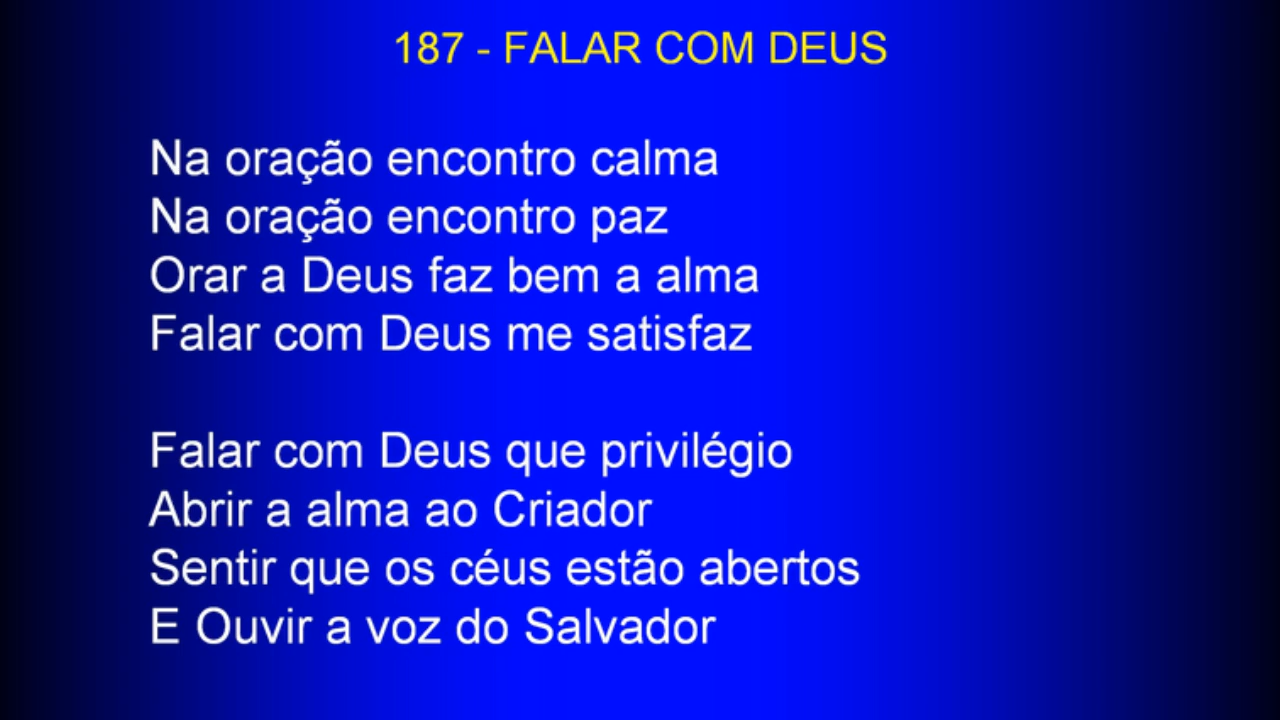 187 - FALAR COM DEUS
Na oração encontro calma
Na oração encontro paz
Orar a Deus faz bem a alma
Falar com Deus me satisfaz
Falar com Deus que privilégio
Abrir a alma ao Criador
Sentir que os céus estão abertos
E Ouvir a voz do Salvador